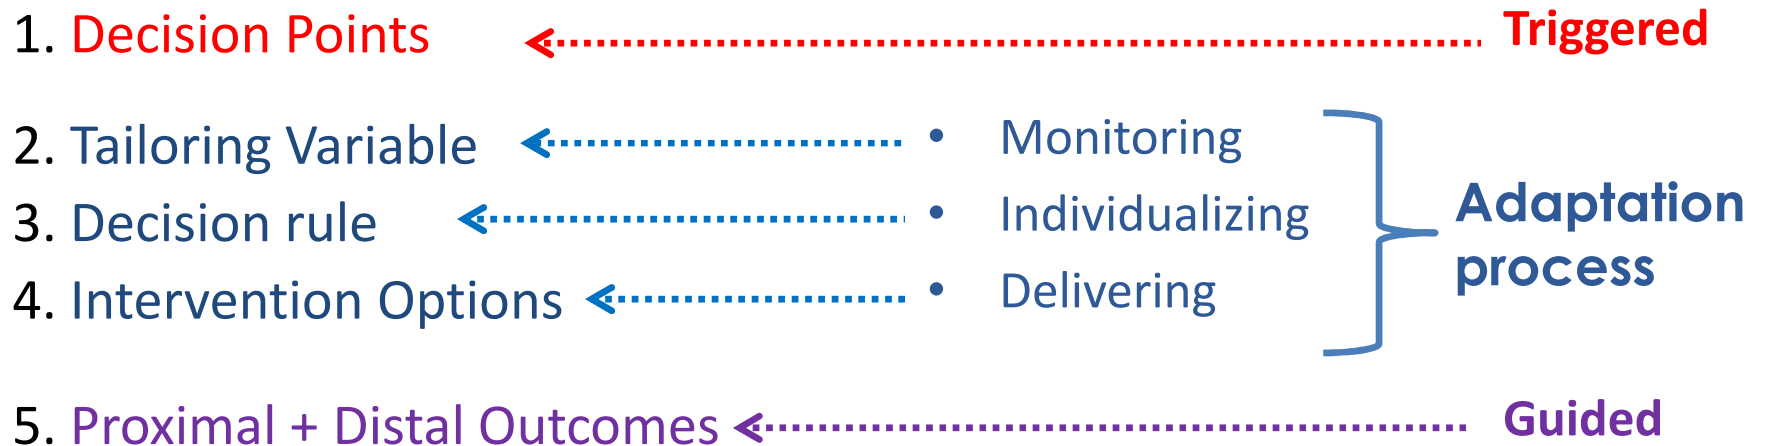 1. Decision Points
Triggered
2. Tailoring Variable
• Monitoring
3. Decision rule
• Individualizing
4. Intervention Options
• Delivering
Adaptation
process
5. Proximal + Distal Outcomes
Guided